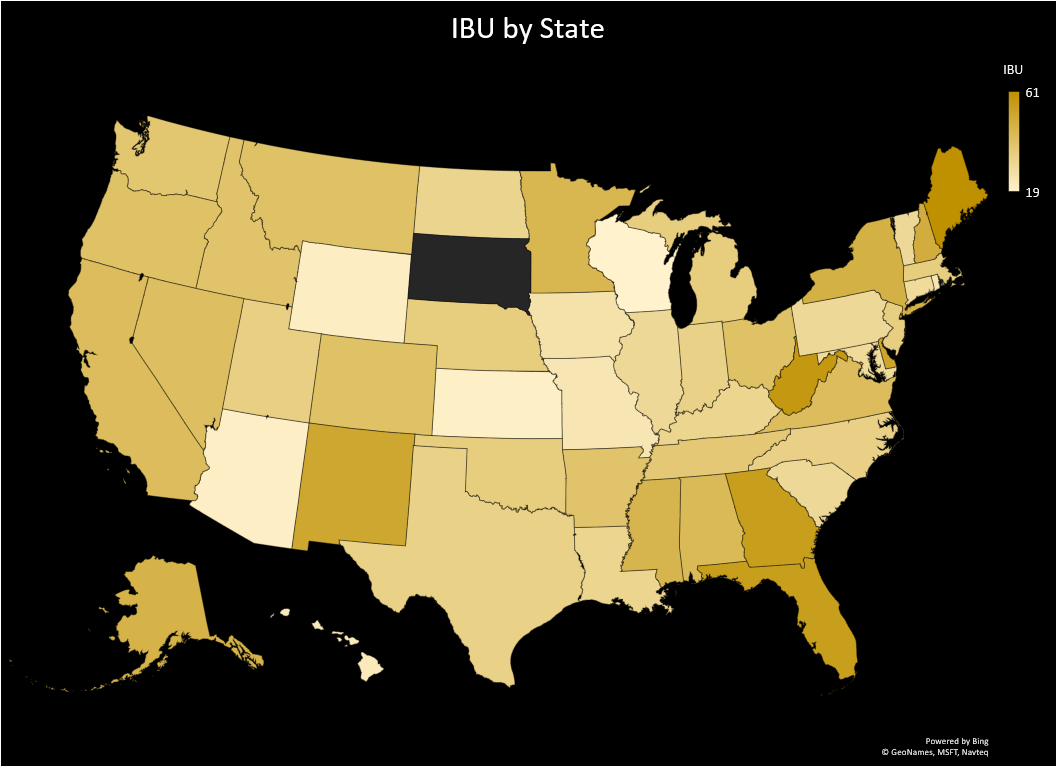 IBU by State
IBU
61
19
Powered by Bing
© GeoNames, MSFT, Navteq